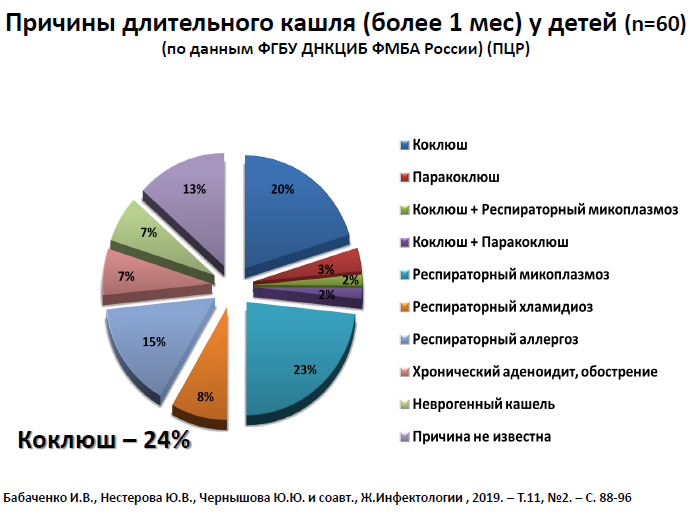 Причины длительного кашля (более 1 мес) у детей (n=60)
(по данным ФГБУ ДНКЦИБ ФМБА России) (ПЦР)
20%
3%
2%
2%
23%
8%
15%
7%
7%
13%
Коклюш
Паракоклюш
Коклюш + Респираторный микоплазмоз
Коклюш + Паракоклюш
Респираторный микоплазмоз
Респираторный хламидиоз
Респираторный аллергоз
Хронический аденоидит, обострение
Неврогенный кашель
Причина не известна
Коклюш – 24%
Бабаченко И.В., Нестерова Ю.В., Чернышова Ю.Ю. и соавт., Ж.Инфектологии , 2019. – Т.11, №2. – С. 88-96